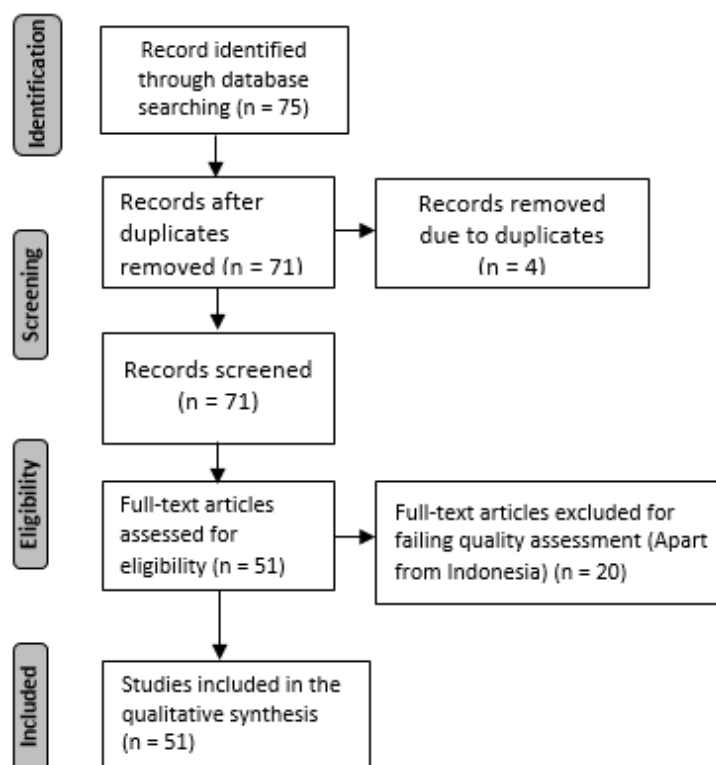 Identification
Record identified
through database
searching (n = 75)
Records after
duplicates
removed (n = 71)
Records removed
due to duplicates
(n = 4)
Screening
Records screened
(n = 71)
Eligibility
Full-text articles
assessed for
eligibility (n = 51)
Full-text articles excluded for
failing quality assessment (Apart
from Indonesia) (n = 20)
Included
Studies included in the
qualitative synthesis
(n = 51)